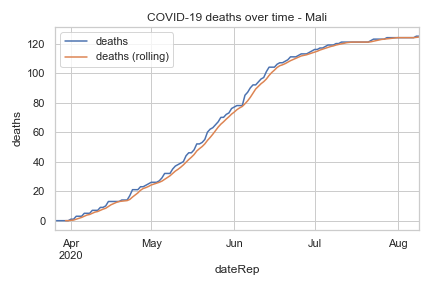 COVID-19 deaths over time - Mali
deaths
deaths (rolling)
120
100
80
60
40
20
0
deaths
Apr
2020
May
Jun
Jul
Aug
dateRep